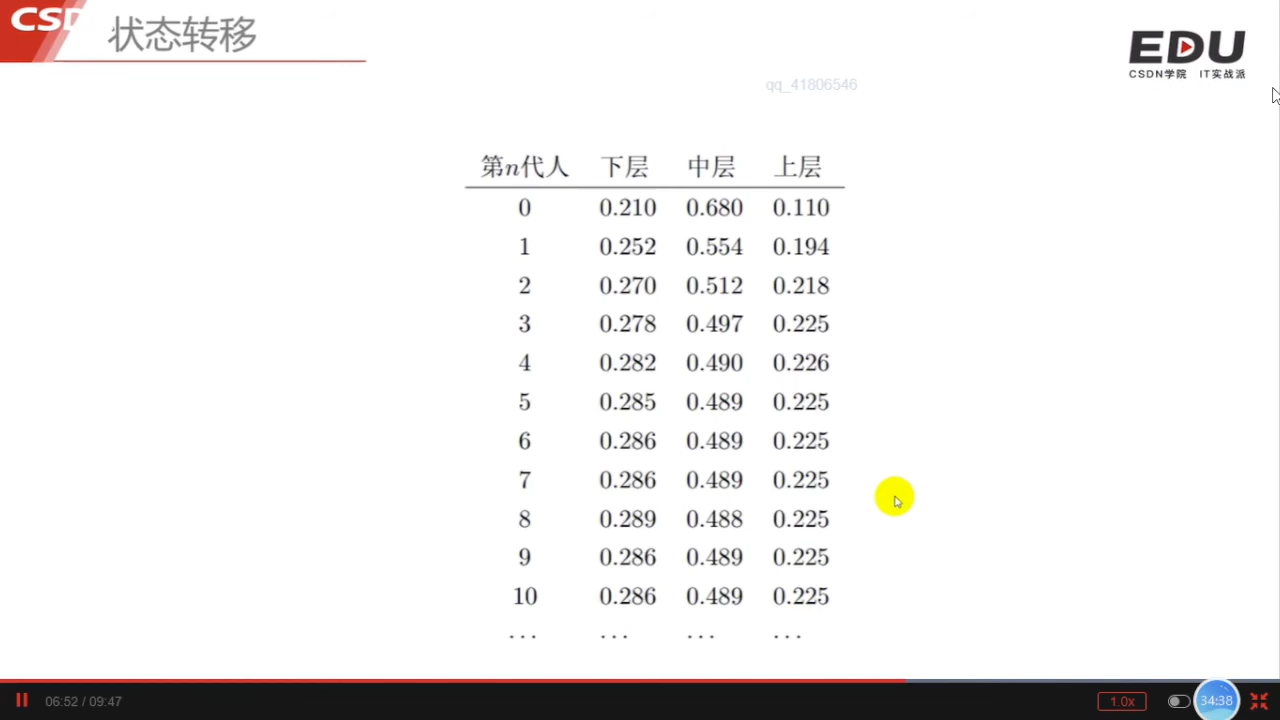 CSD
状态转移
EDU
CSDN学院 IT实战派
qq_41806546
第n代人 下层 中层 上层
0 0.210 0.680 0.110
1 0.252 0.554 0.194
2 0.270 0.512 0.218
3 0.278 0.497 0.225
4 0.282 0.490 0.226
5 0.285 0.489 0.225
6 0.286 0.489 0.225
7 0.286 0.489 0.225
8 0.289 0.488 0.225
9 0.286 0.489 0.225
10 0.286 0.489 0.225
... ... ... ...
06:52 / 09:47 1.0x 34:38